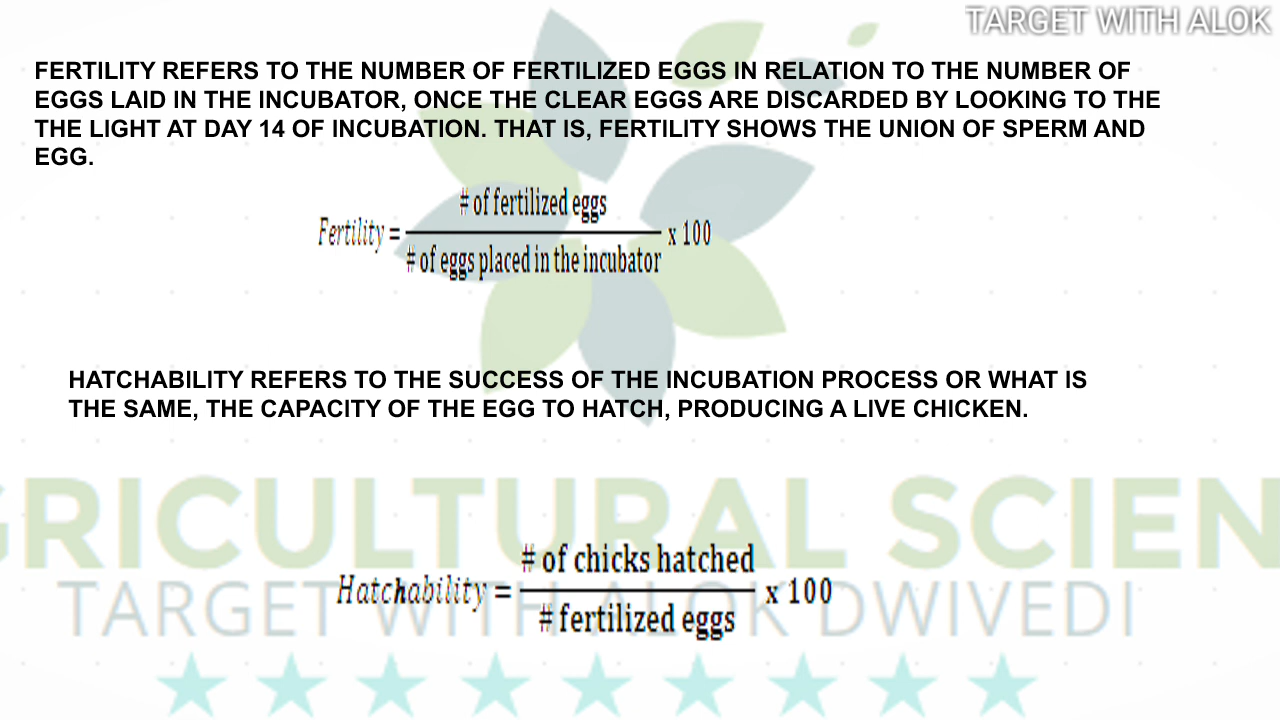 TARGET WITH ALOK
FERTILITY REFERS TO THE NUMBER OF FERTILIZED EGGS IN RELATION TO THE NUMBER OF
EGGS LAID IN THE INCUBATOR, ONCE THE CLEAR EGGS ARE DISCARDED BY LOOKING TO THE
THE LIGHT AT DAY 14 OF INCUBATION. THAT IS, FERTILITY SHOWS THE UNION OF SPERM AND
EGG.
# of fertilized eggs
Fertility = x 100
# of eggs placed in the incubator
HATCHABILITY REFERS TO THE SUCCESS OF THE INCUBATION PROCESS OR WHAT IS
THE SAME, THE CAPACITY OF THE EGG TO HATCH, PRODUCING A LIVE CHICKEN.
GRICULTURAL SCIEN
# of chicks hatched
Hatchability = x 100
# fertilized eggs
TARGET WITH ALOK DWIVEDI